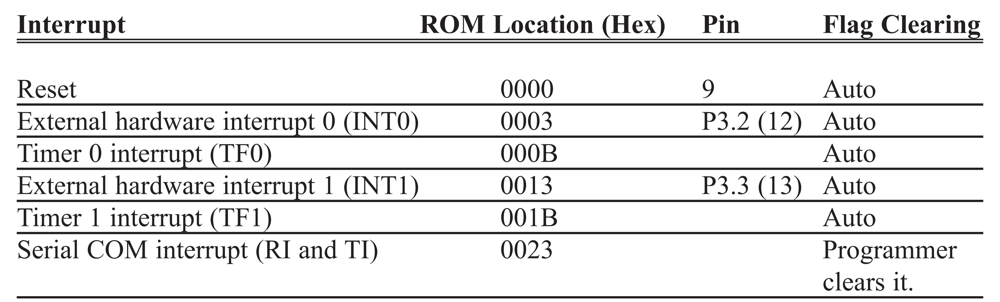 Interrupt ROM Location (Hex) Pin Flag Clearing
Reset 0000 9 Auto
External hardware interrupt 0 (INT0) 0003 P3.2 (12) Auto
Timer 0 interrupt (TF0) 000B Auto
External hardware interrupt 1 (INT1) 0013 P3.3 (13) Auto
Timer 1 interrupt (TF1) 001B Auto
Serial COM interrupt (RI and TI) 0023 Programmer
clears it.